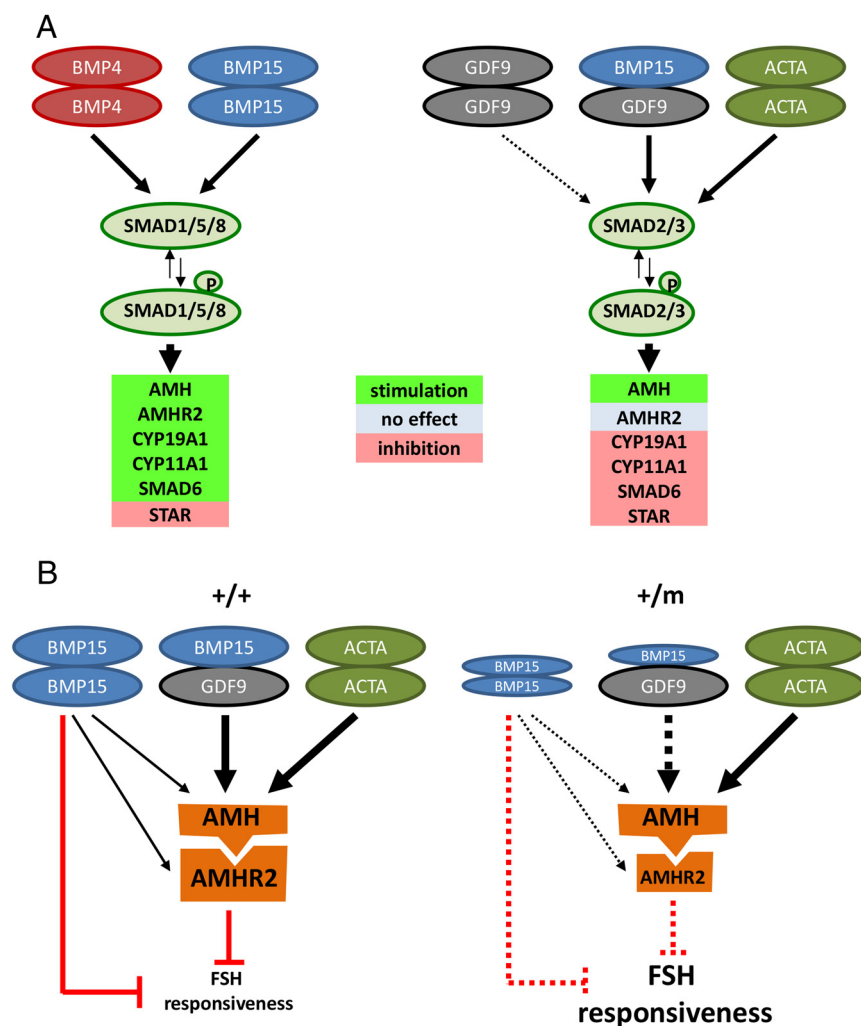 A
BMP4
BMP4
BMP15
BMP15
GDF9
GDF9
BMP15
GDF9
ACTA
ACTA
SMAD1/5/8
P
SMAD1/5/8
AMH
AMHR2
CYP19A1
CYP11A1
SMAD6
STAR
stimulation
no effect
inhibition
SMAD2/3
P
SMAD2/3
AMH
AMHR2
CYP19A1
CYP11A1
SMAD6
STAR
B
+/+
BMP15
BMP15
BMP15
GDF9
ACTA
ACTA
AMH
AMHR2
FSH
responsiveness
+/m
BMP15
BMP15
BMP15
GDF9
ACTA
ACTA
AMH
AMHR2
FSH
responsiveness